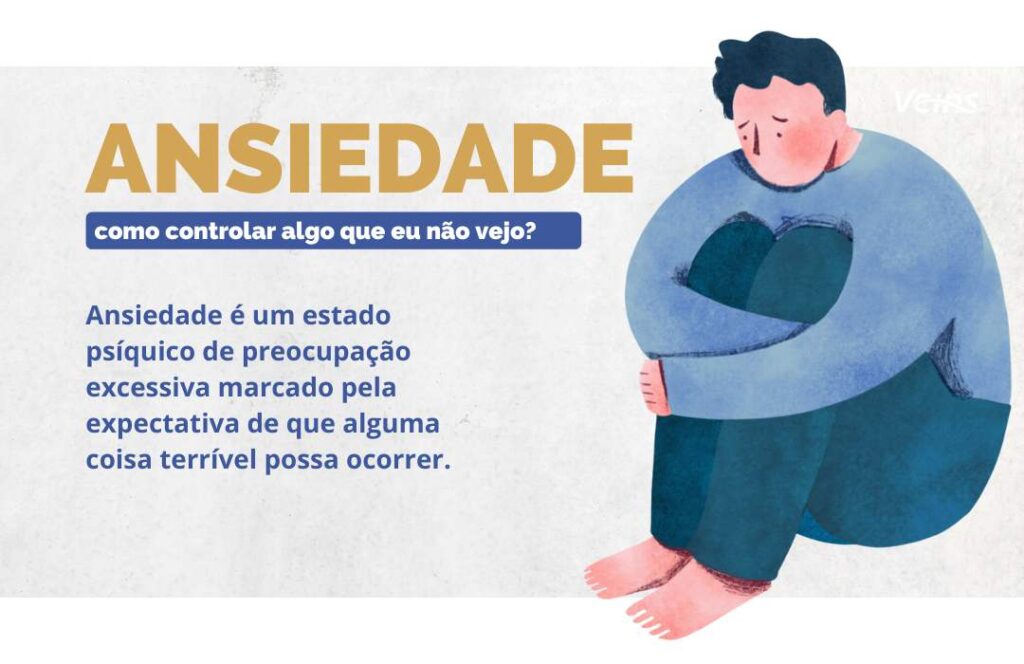 ANSIEDADE
como controlar algo que eu não vejo?
Ansiedade é um estado
psíquico de preocupação
excessiva marcado pela
expectativa de que alguma
coisa terrível possa ocorrer.